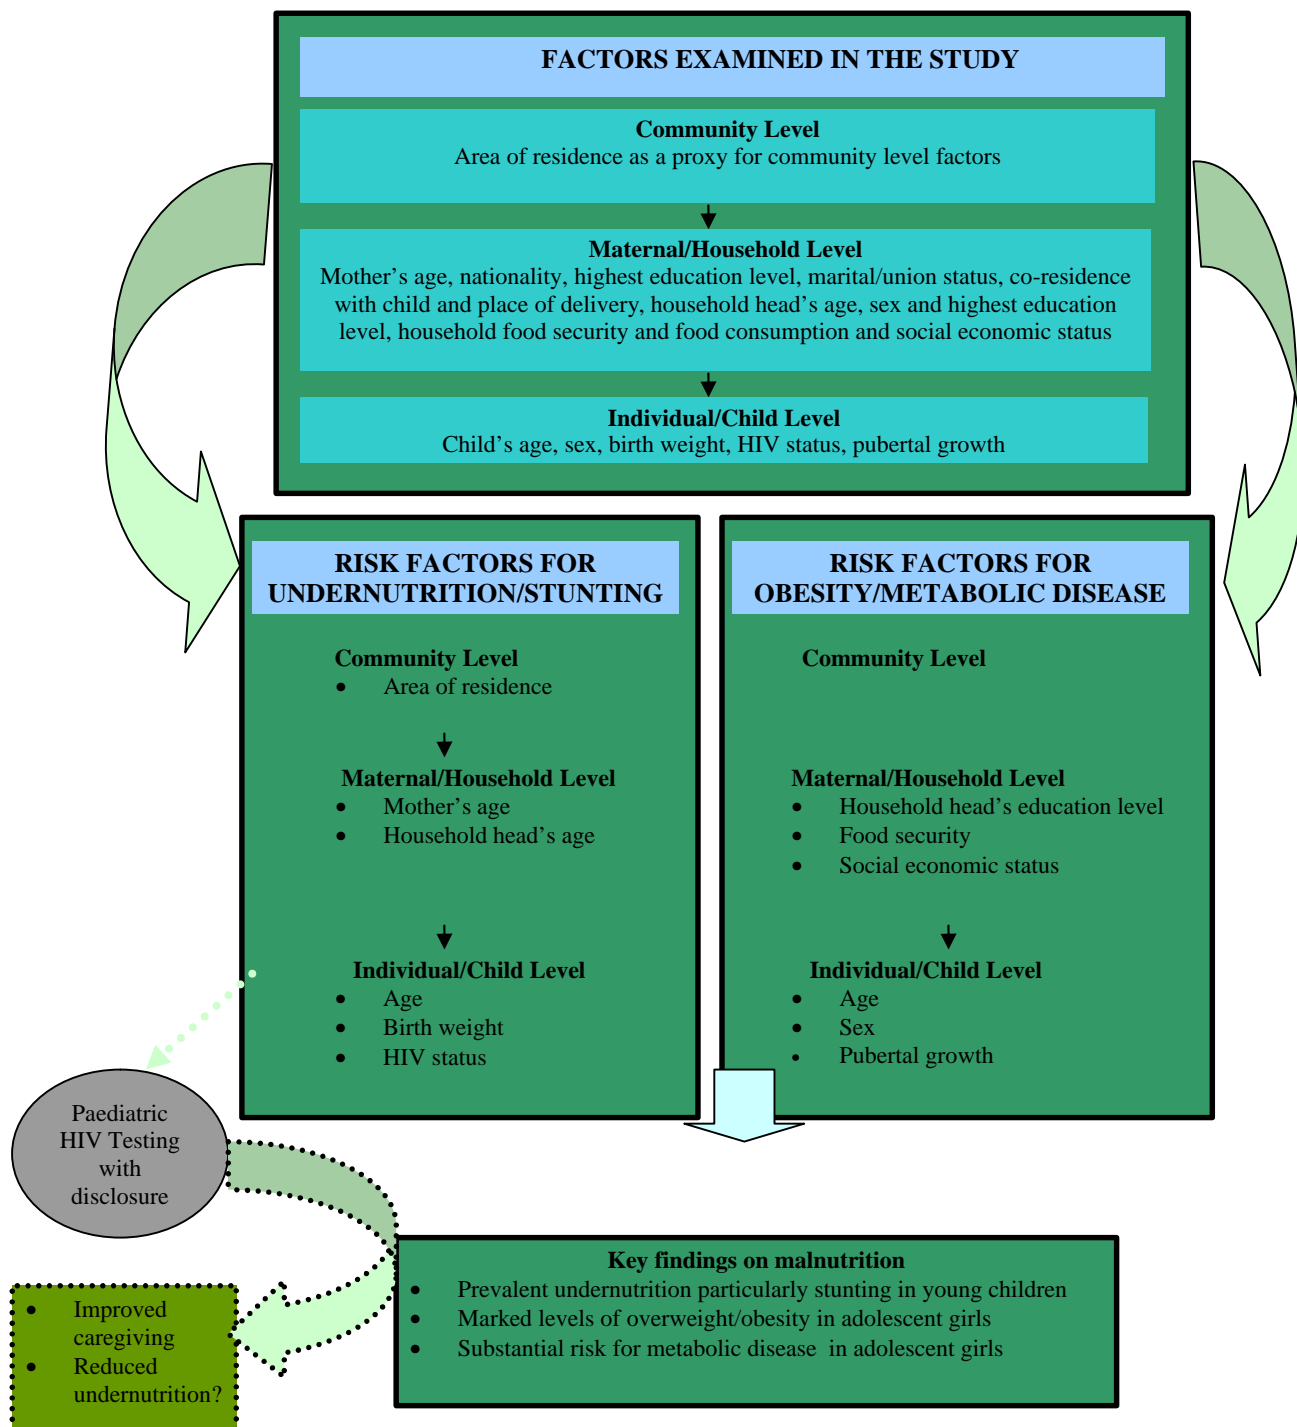 FACTORS EXAMINED IN THE STUDY
Community Level
Area of residence as a proxy for community level factors
Maternal/Household Level
Mother’s age, nationality, highest education level, marital/union status, co-residence
with child and place of delivery, household head’s age, sex and highest education
level, household food security and food consumption and social economic status
Individual/Child Level
Child’s age, sex, birth weight, HIV status, pubertal growth
RISK FACTORS FOR
UNDERNUTRITION/STUNTING
Community Level
• Area of residence
Maternal/Household Level
• Mother’s age
• Household head’s age
Individual/Child Level
• Age
• Birth weight
• HIV status
RISK FACTORS FOR
OBESITY/METABOLIC DISEASE
Community Level
Maternal/Household Level
• Household head’s education level
• Food security
• Social economic status
Individual/Child Level
• Age
• Sex
• Pubertal growth
Paediatric
HIV Testing
with
disclosure
• Improved
caregiving
• Reduced
undernutrition?
Key findings on malnutrition
• Prevalent undernutrition particularly stunting in young children
• Marked levels of overweight/obesity in adolescent girls
• Substantial risk for metabolic disease in adolescent girls